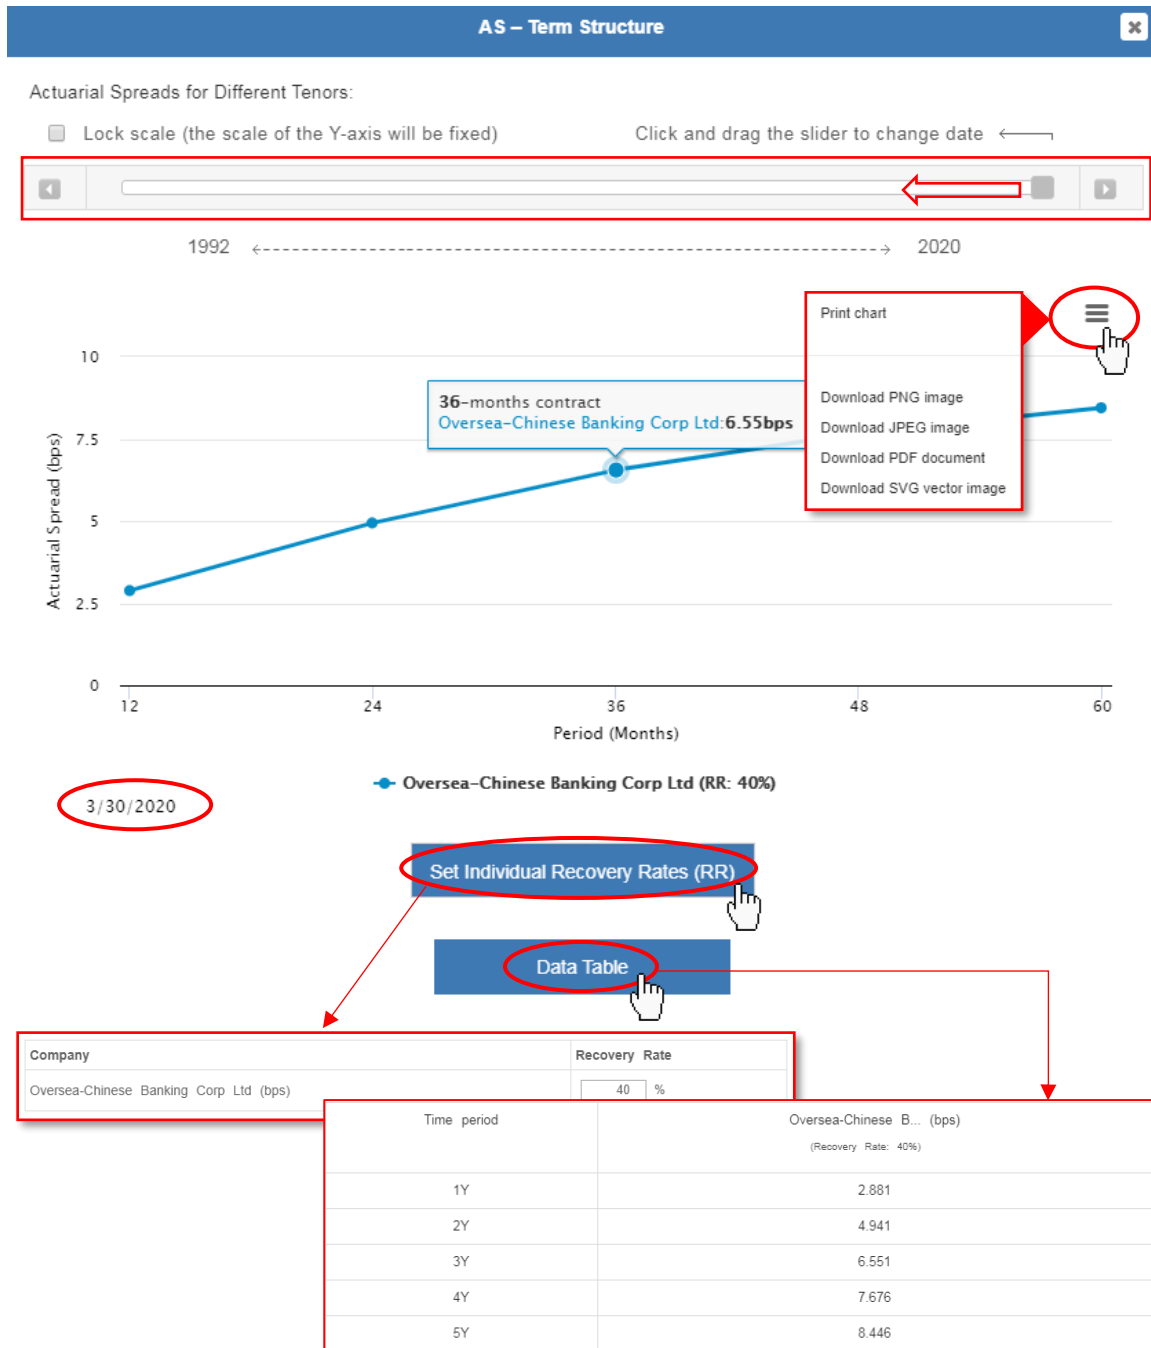 AS – Term Structure
Actuarial Spreads for Different Tenors:
Lock scale (the scale of the Y-axis will be fixed)
Click and drag the slider to change date
1992
2020
Print chart
Download PNG image
Download JPEG image
Download PDF document
Download SVG vector image
36-months contract
Oversea-Chinese Banking Corp Ltd:6.55bps
Actuarial Spread (bps)
10
7.5
5
2.5
0
12 24 36 48 60
Period (Months)
Oversea-Chinese Banking Corp Ltd (RR: 40%)
3/30/2020
Set Individual Recovery Rates (RR)
Data Table
Company Recovery Rate
Oversea-Chinese Banking Corp Ltd (bps) 40 %
Time period Oversea-Chinese B... (bps)
(Recovery Rate: 40%)
1Y 2.881
2Y 4.941
3Y 6.551
4Y 7.676
5Y 8.446